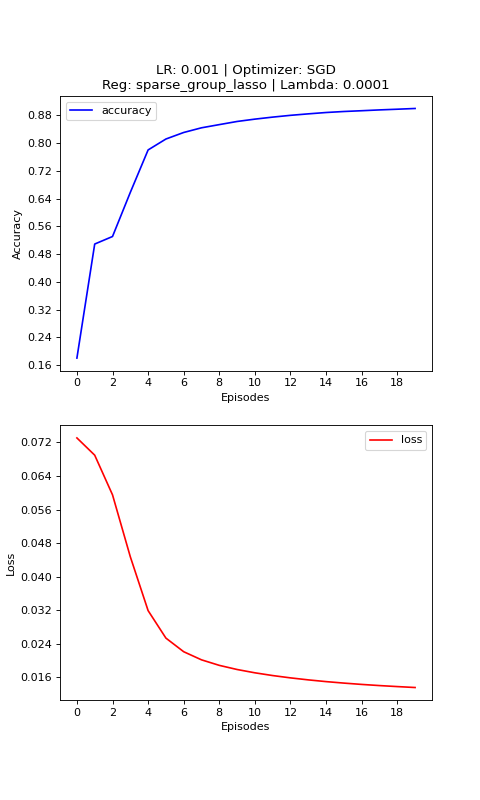 LR: 0.001 | Optimizer: SGD
Reg: sparse_group_lasso | Lambda: 0.0001
accuracy
Accuracy
0.88
0.80
0.72
0.64
0.56
0.48
0.40
0.32
0.24
0.16
0 2 4 6 8 10 12 14 16 18
Episodes
loss
Loss
0.072
0.064
0.056
0.048
0.040
0.032
0.024
0.016
0 2 4 6 8 10 12 14 16 18
Episodes